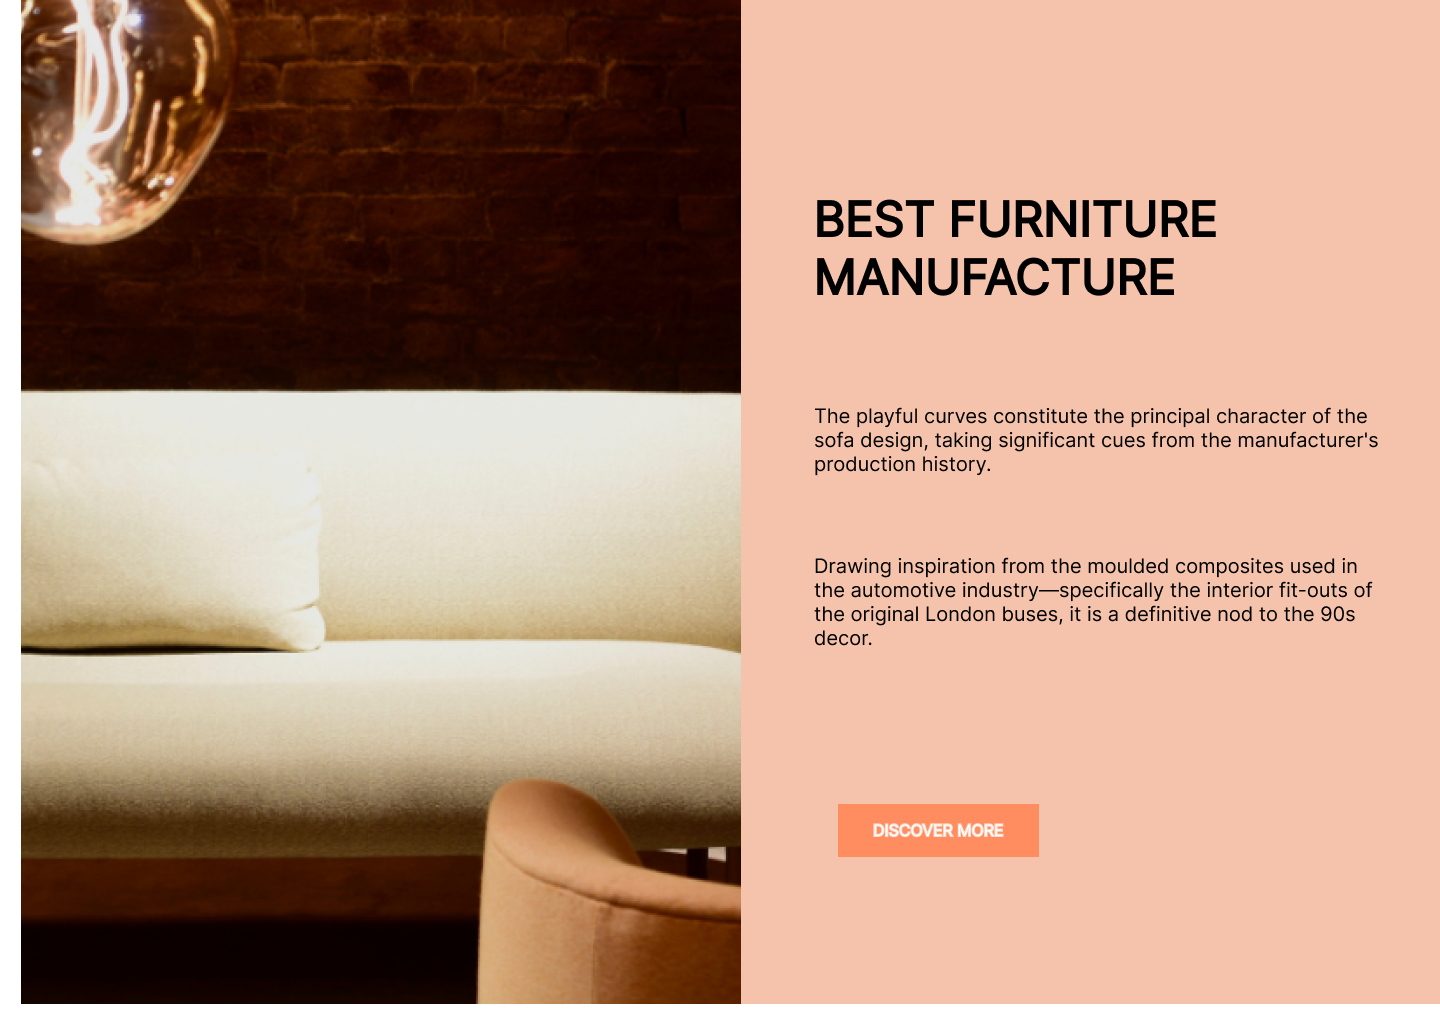 BEST FURNITURE
MANUFACTURE
The playful curves constitute the principal character of the
sofa design, taking significant cues from the manufacturer's
production history.
Drawing inspiration from the moulded composites used in
the automotive industry—specifically the interior fit-outs of
the original London buses, it is a definitive nod to the 90s
decor.
DISCOVER MORE